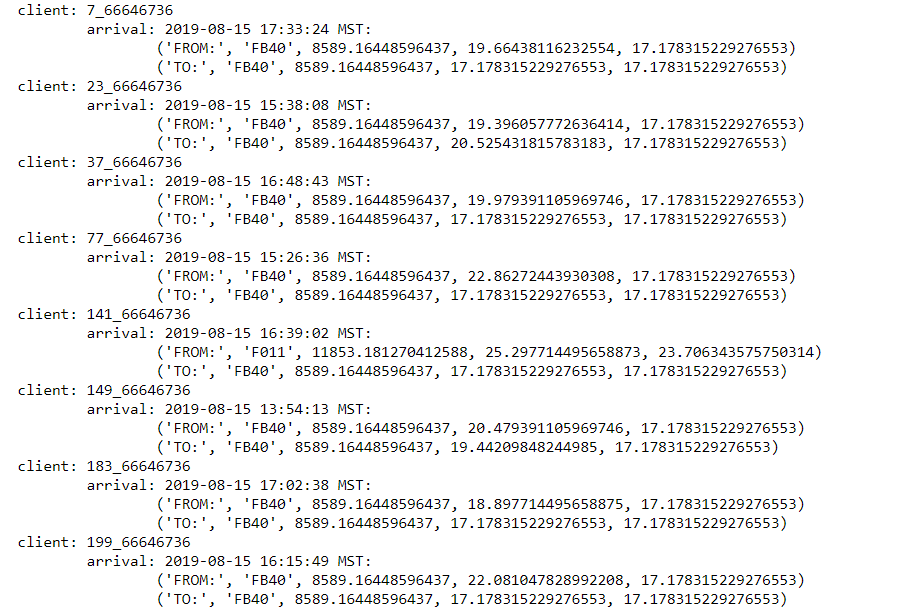 client: 7_66646736
arrival: 2019-08-15 17:33:24 MST:
('FROM:', 'FB40', 8589.16448596437, 19.66438116232554, 17.178315229276553)
('TO:', 'FB40', 8589.16448596437, 17.178315229276553, 17.178315229276553)
client: 23_66646736
arrival: 2019-08-15 15:38:08 MST:
('FROM:', 'FB40', 8589.16448596437, 19.396057772636414, 17.178315229276553)
('TO:', 'FB40', 8589.16448596437, 20.525431815783183, 17.178315229276553)
client: 37_66646736
arrival: 2019-08-15 16:48:43 MST:
('FROM:', 'FB40', 8589.16448596437, 19.979391105969746, 17.178315229276553)
('TO:', 'FB40', 8589.16448596437, 17.178315229276553, 17.178315229276553)
client: 77_66646736
arrival: 2019-08-15 15:26:36 MST:
('FROM:', 'FB40', 8589.16448596437, 22.86272443930308, 17.178315229276553)
('TO:', 'FB40', 8589.16448596437, 17.178315229276553, 17.178315229276553)
client: 141_66646736
arrival: 2019-08-15 16:39:02 MST:
('FROM:', 'F011', 11853.181270412588, 25.297714495658873, 23.706343575750314)
('TO:', 'FB40', 8589.16448596437, 17.178315229276553, 17.178315229276553)
client: 149_66646736
arrival: 2019-08-15 13:54:13 MST:
('FROM:', 'FB40', 8589.16448596437, 20.479391105969746, 17.178315229276553)
('TO:', 'FB40', 8589.16448596437, 19.44209848244985, 17.178315229276553)
client: 183_66646736
arrival: 2019-08-15 17:02:38 MST:
('FROM:', 'FB40', 8589.16448596437, 18.897714495658875, 17.178315229276553)
('TO:', 'FB40', 8589.16448596437, 17.178315229276553, 17.178315229276553)
client: 199_66646736
arrival: 2019-08-15 16:15:49 MST:
('FROM:', 'FB40', 8589.16448596437, 22.081047828992208, 17.178315229276553)
('TO:', 'FB40', 8589.16448596437, 17.178315229276553, 17.178315229276553)